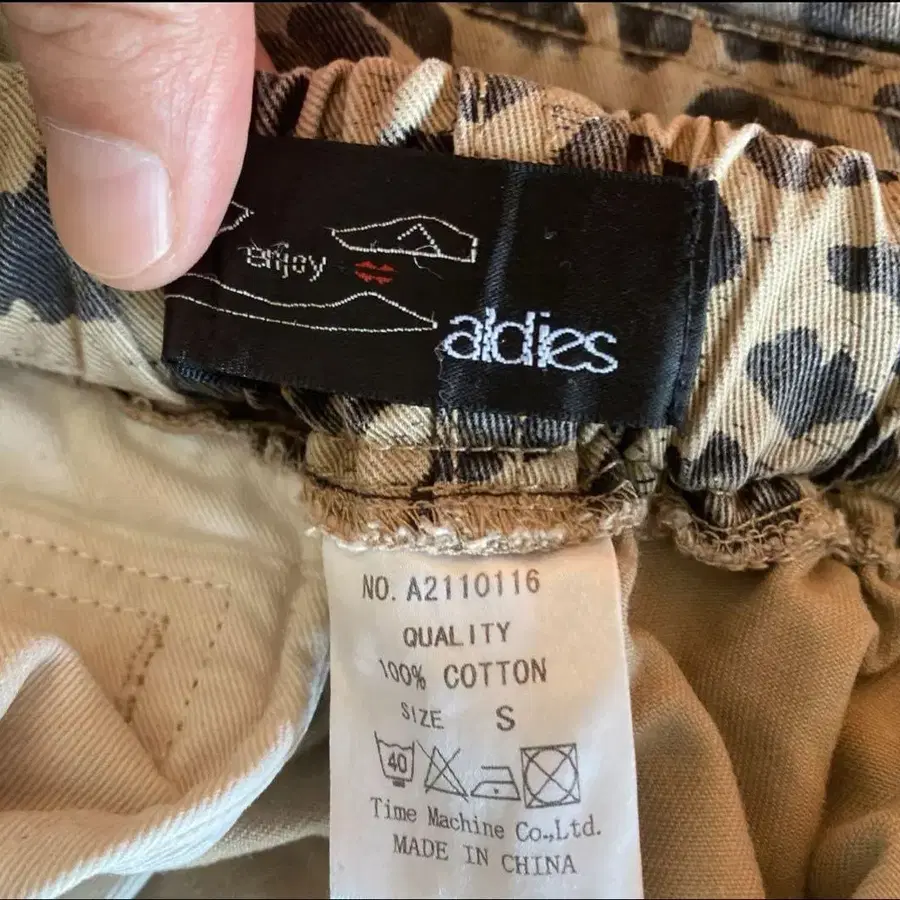 enjoy
aldies
NO. A2110116
QUALITY
100% COTTON
SIZE S
40
Time Machine Co.,Ltd.
MADE IN CHINA